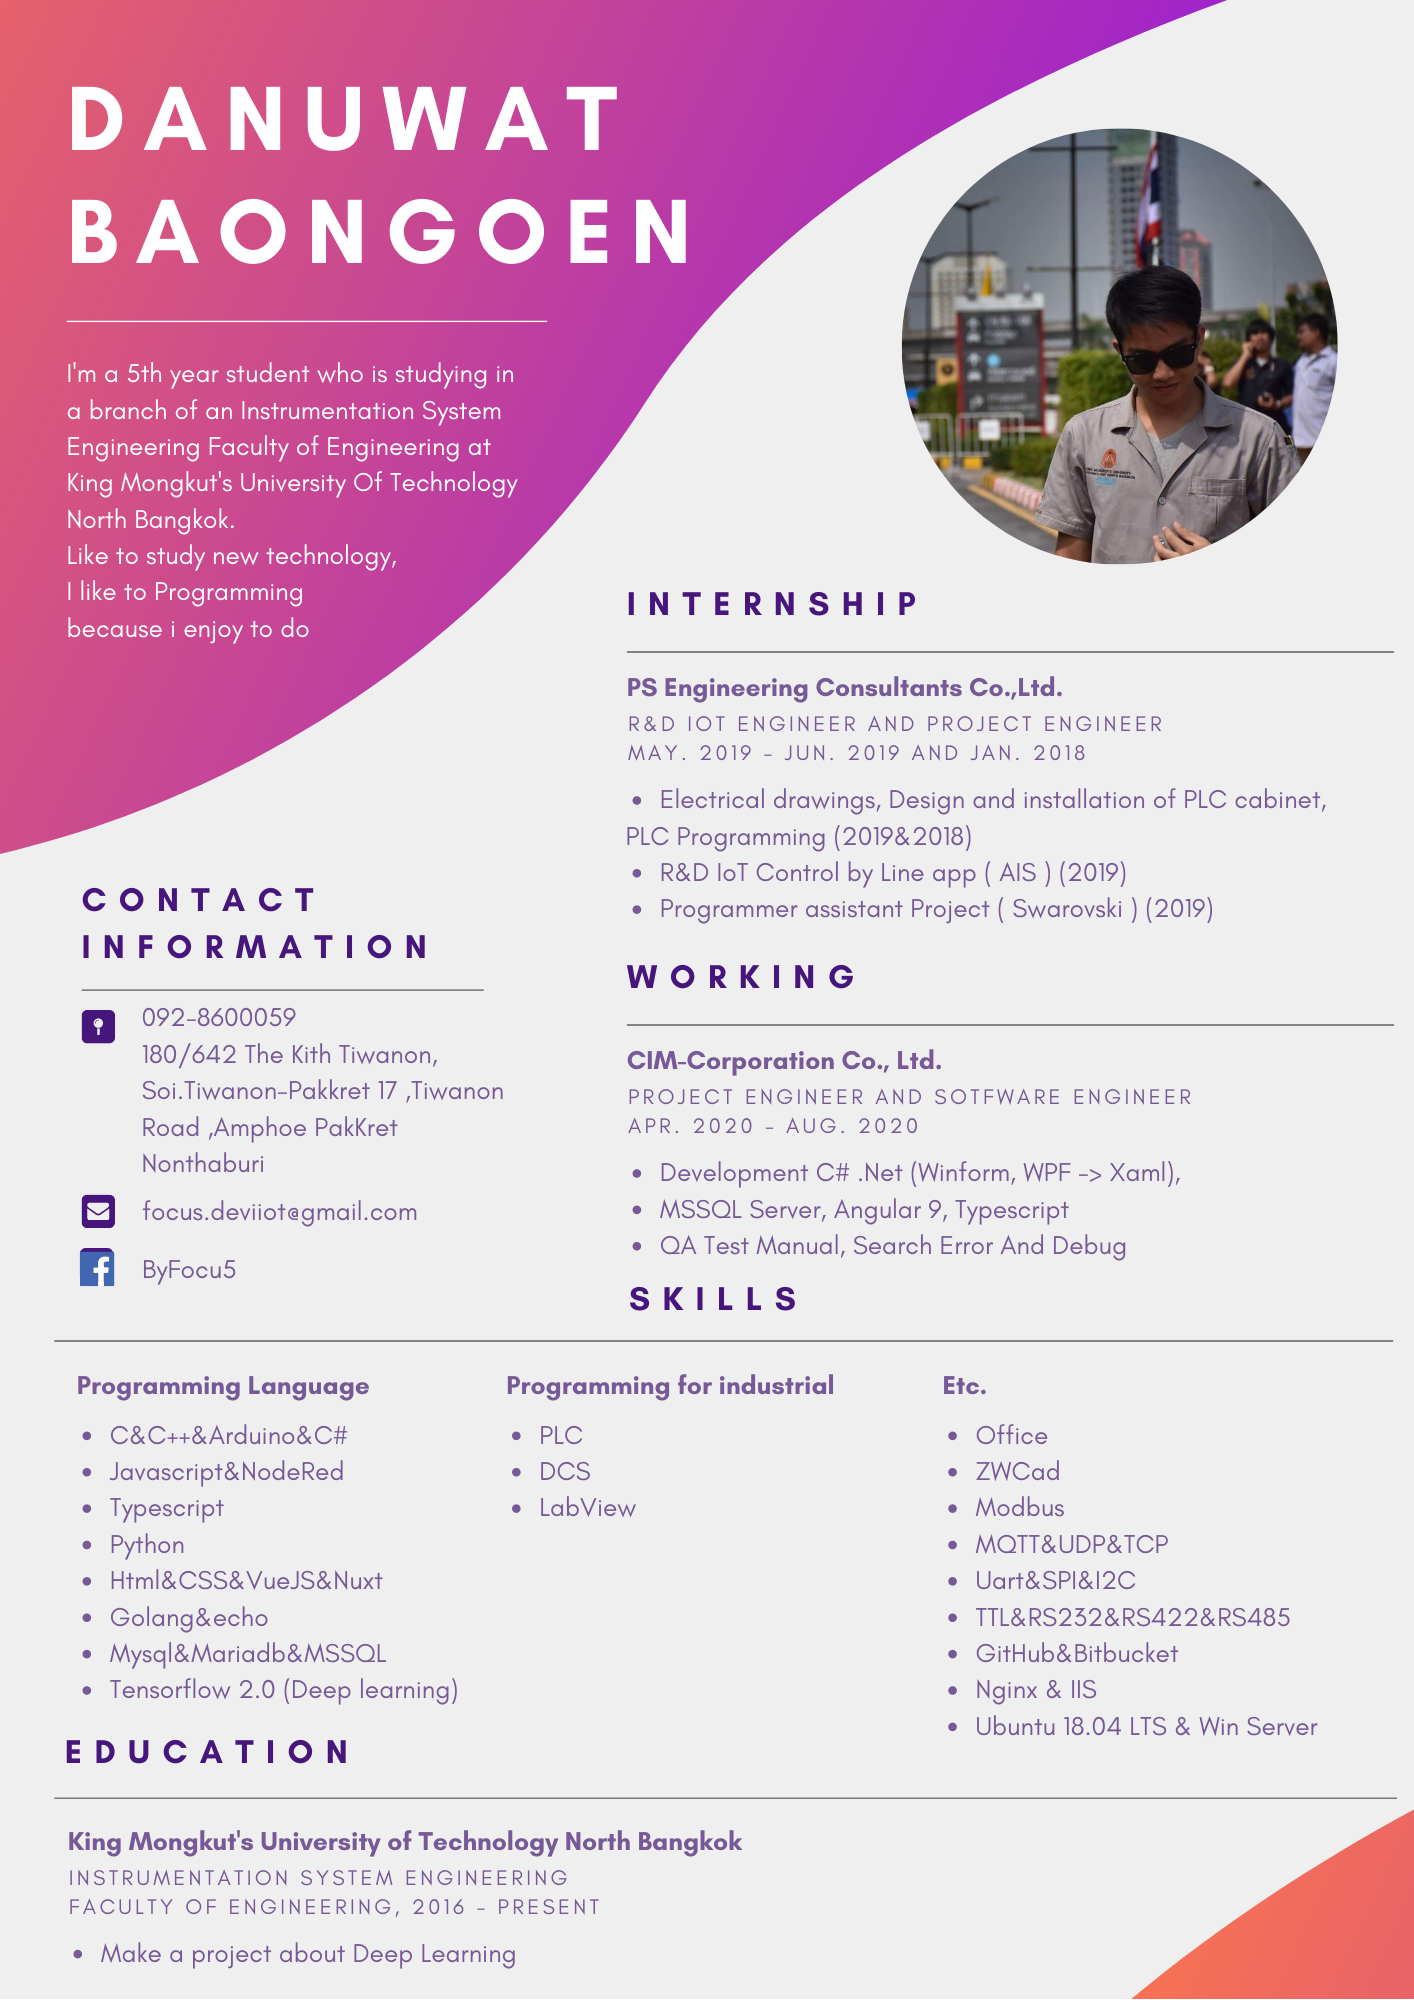 DANUWAT
BAONGOEN
I'm a 5th year student who is studying in
a branch of an Instrumentation System
Engineering Faculty of Engineering at
King Mongkut's University Of Technology
North Bangkok.
Like to study new technology,
I like to Programming
because i enjoy to do
CONTACT
INFORMATION
092-8600059
180/642 The Kith Tiwanon,
Soi.Tiwanon-Pakkret 17 ,Tiwanon
Road ,Amphoe PakKret
Nonthaburi
focus.deviiot@gmail.com
ByFocu5
INTERNSHIP
PS Engineering Consultants Co.,Ltd.
R&D IOT ENGINEER AND PROJECT ENGINEER
MAY. 2019 - JUN. 2019 AND JAN. 2018
• Electrical drawings, Design and installation of PLC cabinet,
PLC Programming (2019&2018)
• R&D IoT Control by Line app ( AIS ) (2019)
• Programmer assistant Project ( Swarovski ) (2019)
WORKING
CIM-Corporation Co., Ltd.
PROJECT ENGINEER AND SOTFWARE ENGINEER
APR. 2020 - AUG. 2020
• Development C# .Net (Winform, WPF -> Xaml),
• MSSQL Server, Angular 9, Typescript
• QA Test Manual, Search Error And Debug
SKILLS
Programming Language
• C&C++&Arduino&C#
• Javascript&NodeRed
• Typescript
• Python
• Html&CSS&VueJS&Nuxt
• Golang&echo
• Mysql&Mariadb&MSSQL
• Tensorflow 2.0 (Deep learning)
Programming for industrial
• PLC
• DCS
• LabView
Etc.
• Office
• ZWCad
• Modbus
• MQTT&UDP&TCP
• Uart&SPI&I2C
• TTL&RS232&RS422&RS485
• GitHub&Bitbucket
• Nginx & IIS
• Ubuntu 18.04 LTS & Win Server
EDUCATION
King Mongkut's University of Technology North Bangkok
INSTRUMENTATION SYSTEM ENGINEERING
FACULTY OF ENGINEERING, 2016 - PRESENT
• Make a project about Deep Learning